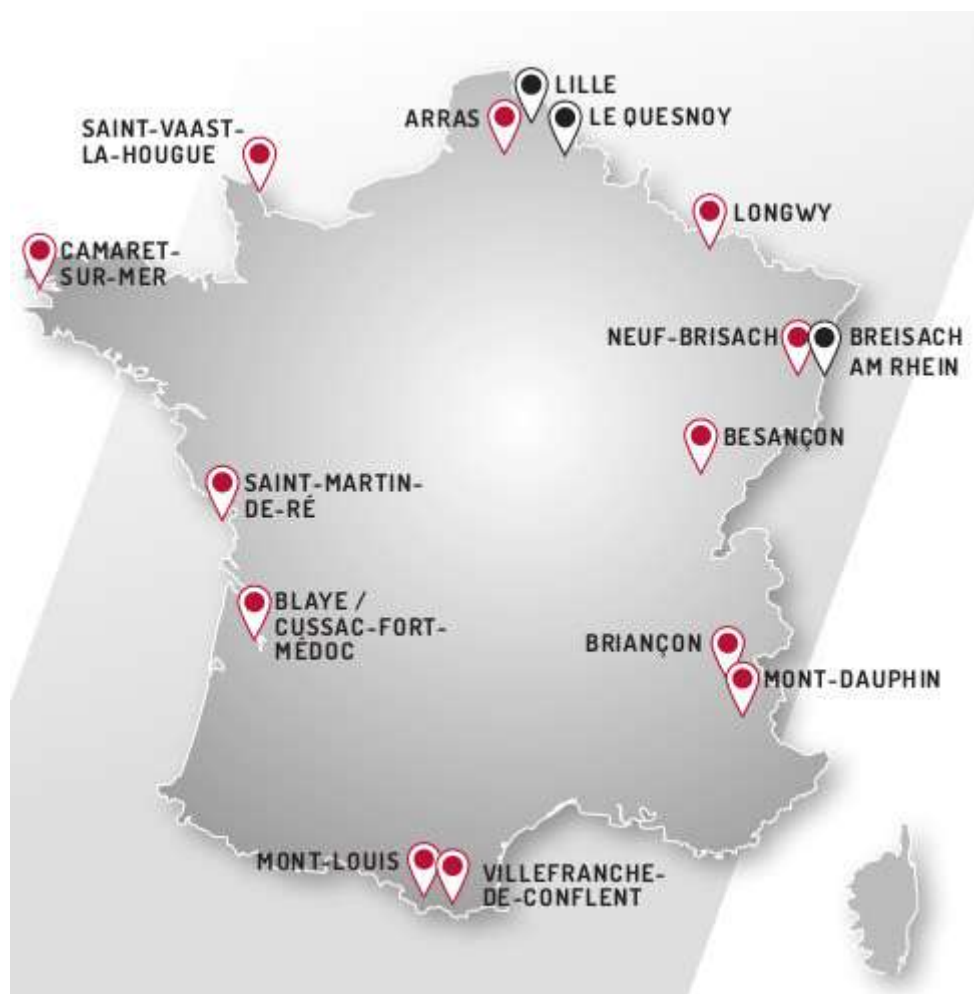 LILLE
ARRAS
LE QUESNOY
SAINT-VAAST-
LA-HOUGUE
LONGWY
CAMARET-
SUR-MER
NEUF-BRISACH
BREISACH
AM RHEIN
BESANÇON
SAINT-MARTIN-
DE-RÉ
BLAYE /
CUSSAC-FORT-
MÉDOC
BRIANÇON
MONT-DAUPHIN
MONT-LOUIS
VILLEFRANCHE-
DE-CONFLENT